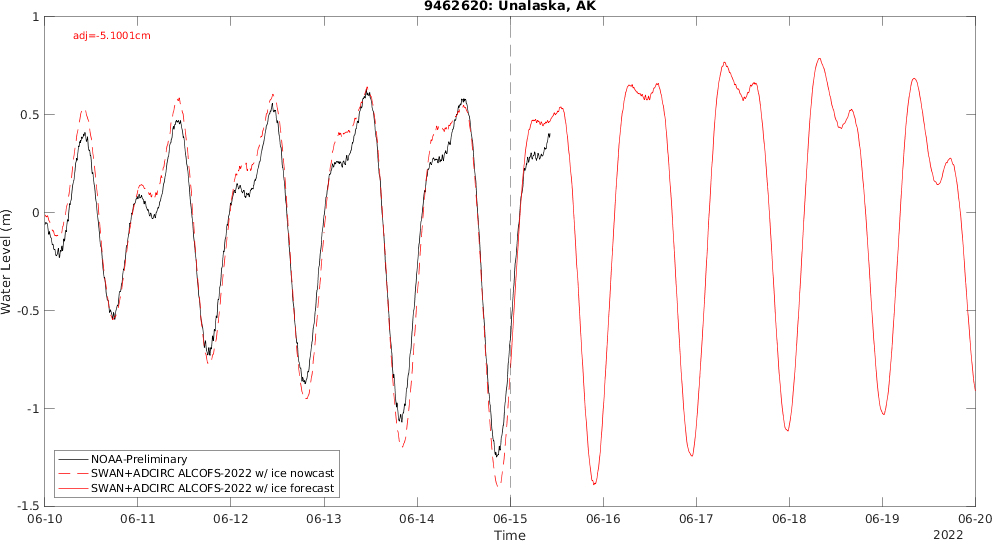 9462620: Unalaska, AK
adj=-5.1001cm
1
0.5
0
-0.5
-1
-1.5
Water Level (m)
NOAA-Preliminary
SWAN+ADCIRC ALCOFS-2022 w/ ice nowcast
SWAN+ADCIRC ALCOFS-2022 w/ ice forecast
06-10 06-11 06-12 06-13 06-14 06-15 06-16 06-17 06-18 06-19 06-20
Time
2022